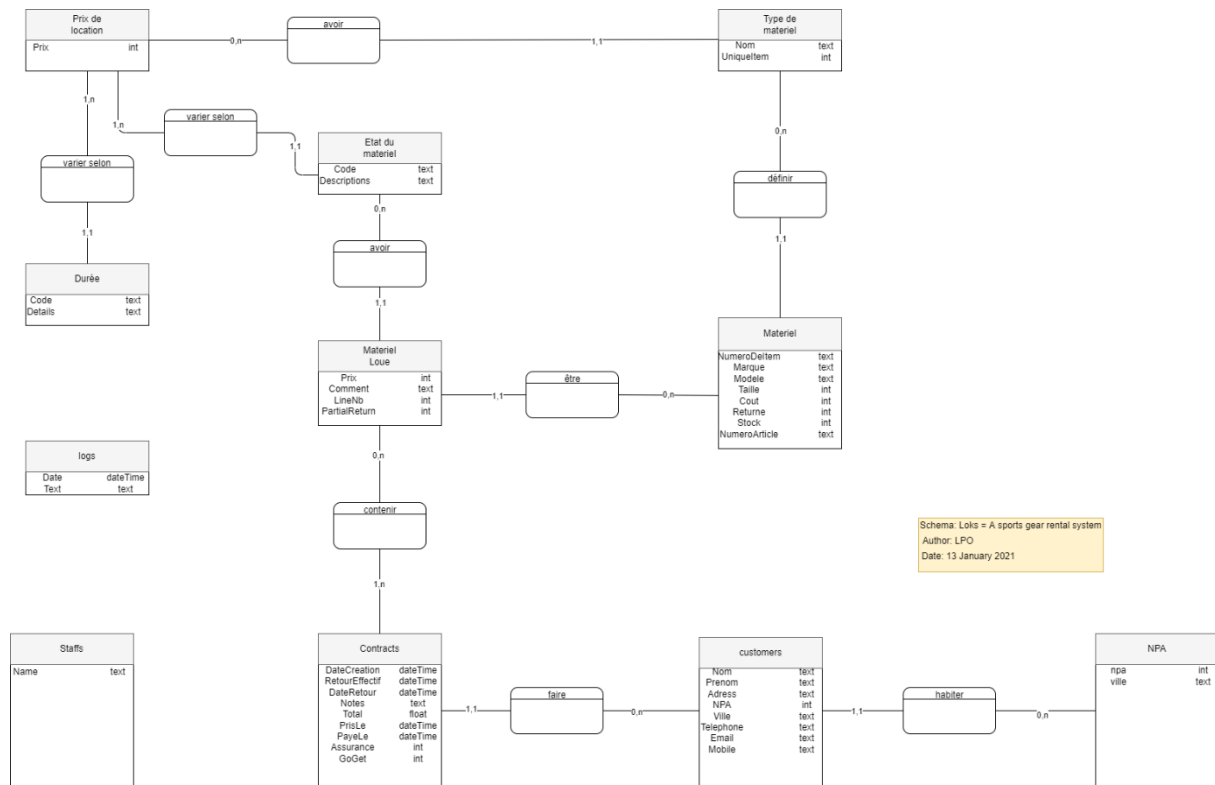 Prix de
location
Prix int
0,n
avoir
1,1
Type de
materiel
Nom text
UniqueItem int
1,n
varier selon
1,1
Durèe
Code text
Details text
1,n
varier selon
1,1
Etat du
materiel
Code text
Descriptions text
0,n
avoir
1,1
Materiel
Loue
Prix int
Comment text
LineNb int
PartialReturn int
1,1
être
0,n
0,n
définir
1,1
Materiel
NumeroDeItem text
Marque text
Modele text
Taille int
Cout int
Returne int
Stock int
NumeroArticle text
logs
Date dateTime
Text text
0,n
contenir
1,n
Schema: Loks = A sports gear rental system
Author: LPO
Date: 13 January 2021
Staffs
Name text
Contracts
DateCreation dateTime
RetourEffectif dateTime
DateRetour dateTime
Notes text
Total float
PrisLe dateTime
PayeLe dateTime
Assurance int
GoGet int
1,1
faire
0,n
customers
Nom text
Prenom text
Adress text
NPA int
Ville text
Telephone text
Email text
Mobile text
1,1
habiter
0,n
NPA
npa int
ville text